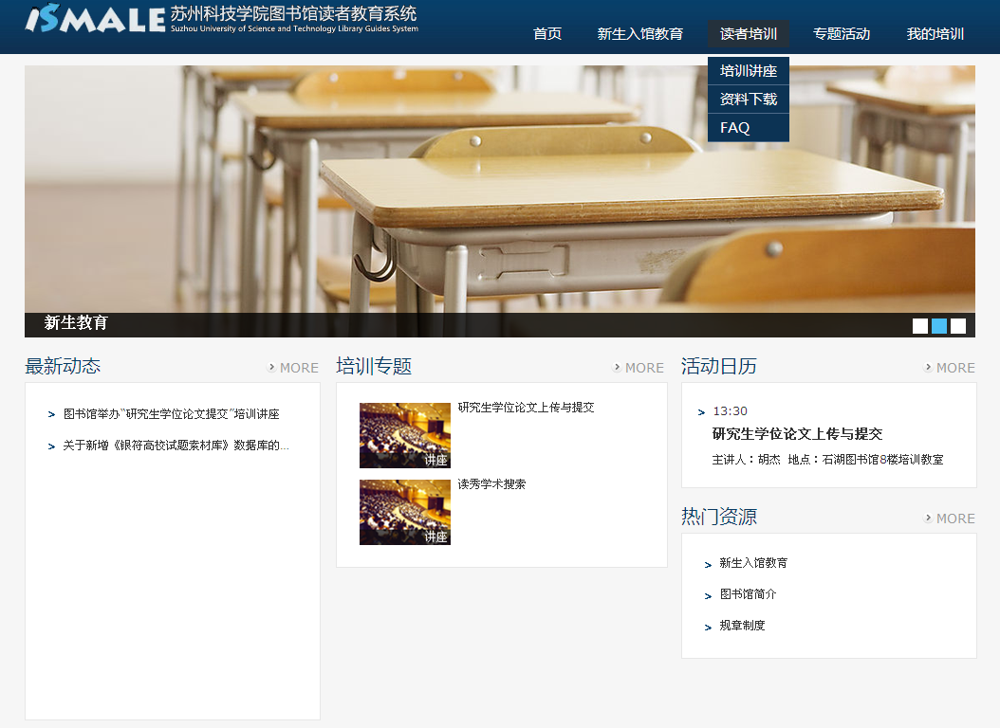 iSMALE 苏州科技学院图书馆读者教育系统
Suzhou University of Science and Technology Library Guides System
首页 新生入馆教育 读者培训 专题活动 我的培训
培训讲座
资料下载
FAQ
新生教育
最新动态 MORE
图书馆举办“研究生学位论文提交”培训讲座
关于新增《银符高校试题素材库》数据库的...
培训专题 MORE
研究生学位论文上传与提交
讲座
读秀学术搜索
讲座
活动日历 MORE
13:30
研究生学位论文上传与提交
主讲人：胡杰 地点：石湖图书馆8楼培训教室
热门资源 MORE
新生入馆教育
图书馆简介
规章制度